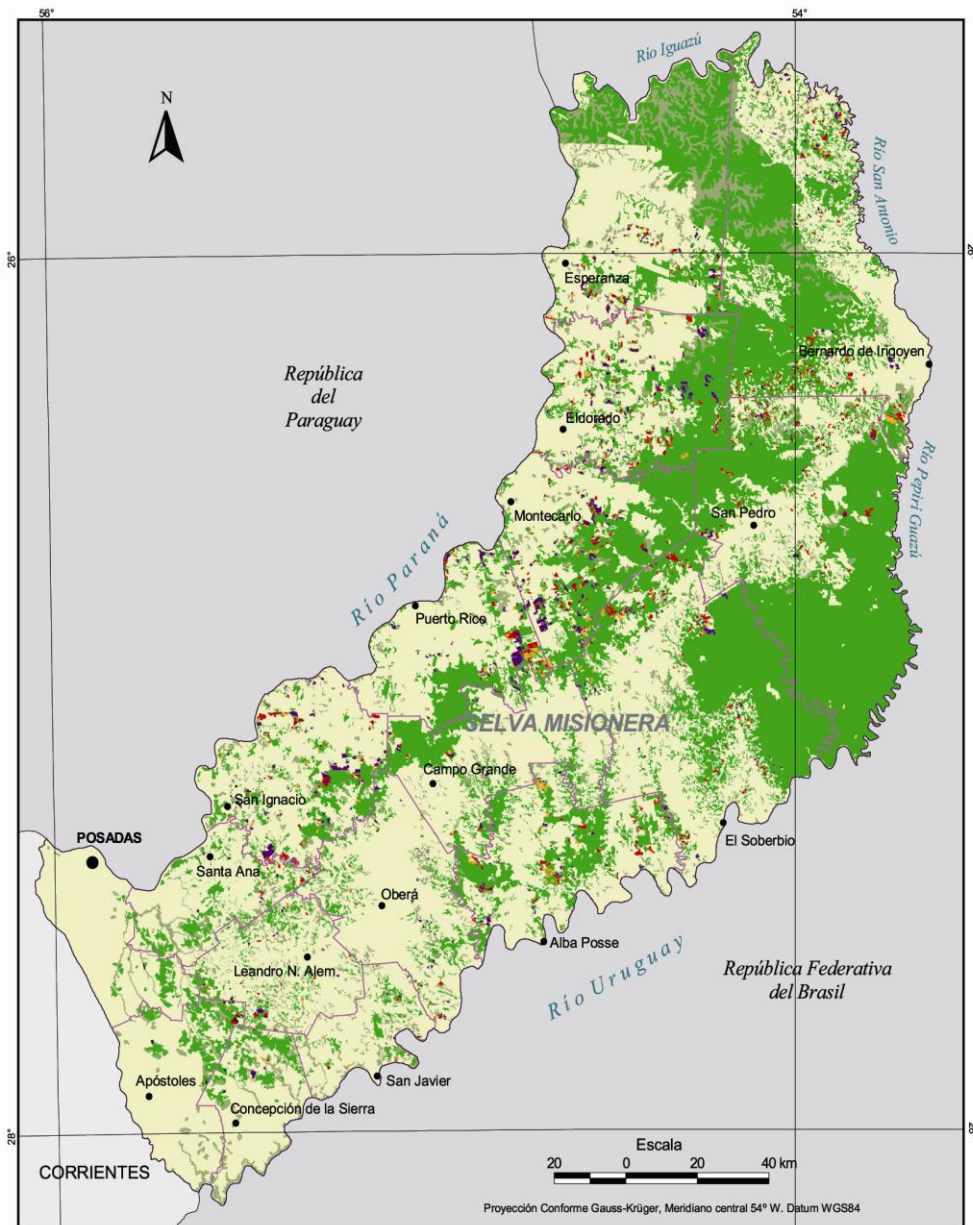 56°
54°
Río Iguazú
N
Río San Antonio
26°
26°
Esperanza
Bernardo de Irigoyen
República
del
Paraguay
Eldorado
Río Pepirí Guazú
Montecarlo
San Pedro
Río Paraná
Puerto Rico
SELVA MISIONERA
Campo Grande
San Ignacio
El Soberbio
POSADAS
Santa Ana
Oberá
Alba Posse
Leandro N. Alem.
Río Uruguay
República Federativa
del Brasil
San Javier
Apóstoles
Concepción de la Sierra
28°
28°
Escala
CORRIENTES
20 0 20 40 km
Proyección Conforme Gauss-Krüger, Meridiano central 54° W. Datum WGS84